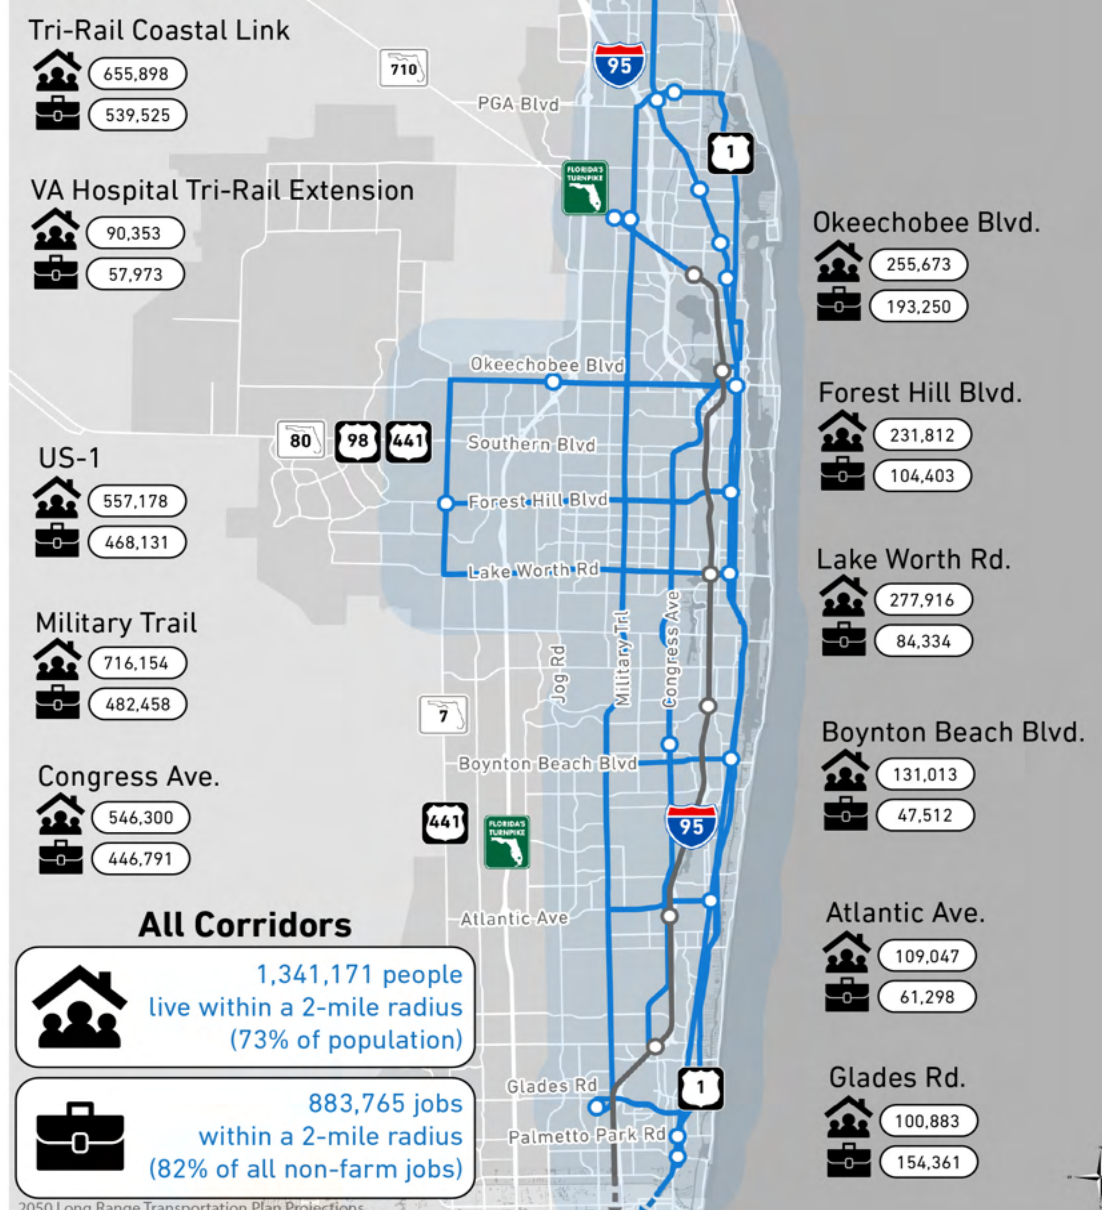 Tri-Rail Coastal Link
655,898
539,525
VA Hospital Tri-Rail Extension
90,353
57,973
US-1
557,178
468,131
Military Trail
716,154
482,458
Congress Ave.
546,300
446,791
All Corridors
1,341,171 people
live within a 2-mile radius
(73% of population)
883,765 jobs
within a 2-mile radius
(82% of all non-farm jobs)
2050 Long Range Transportation Plan Projections
710
95
PGA Blvd
1
FLORIDA'S
TURNPIKE
Okeechobee Blvd
80
98
441
Southern Blvd
Forest Hill Blvd
Lake Worth Rd
Jog Rd
Military Trl
Congress Ave
7
Boynton Beach Blvd
441
FLORIDA'S
TURNPIKE
95
Atlantic Ave
Glades Rd
1
Palmetto Park Rd
Okeechobee Blvd.
255,673
193,250
Forest Hill Blvd.
231,812
104,403
Lake Worth Rd.
277,916
84,334
Boynton Beach Blvd.
131,013
47,512
Atlantic Ave.
109,047
61,298
Glades Rd.
100,883
154,361